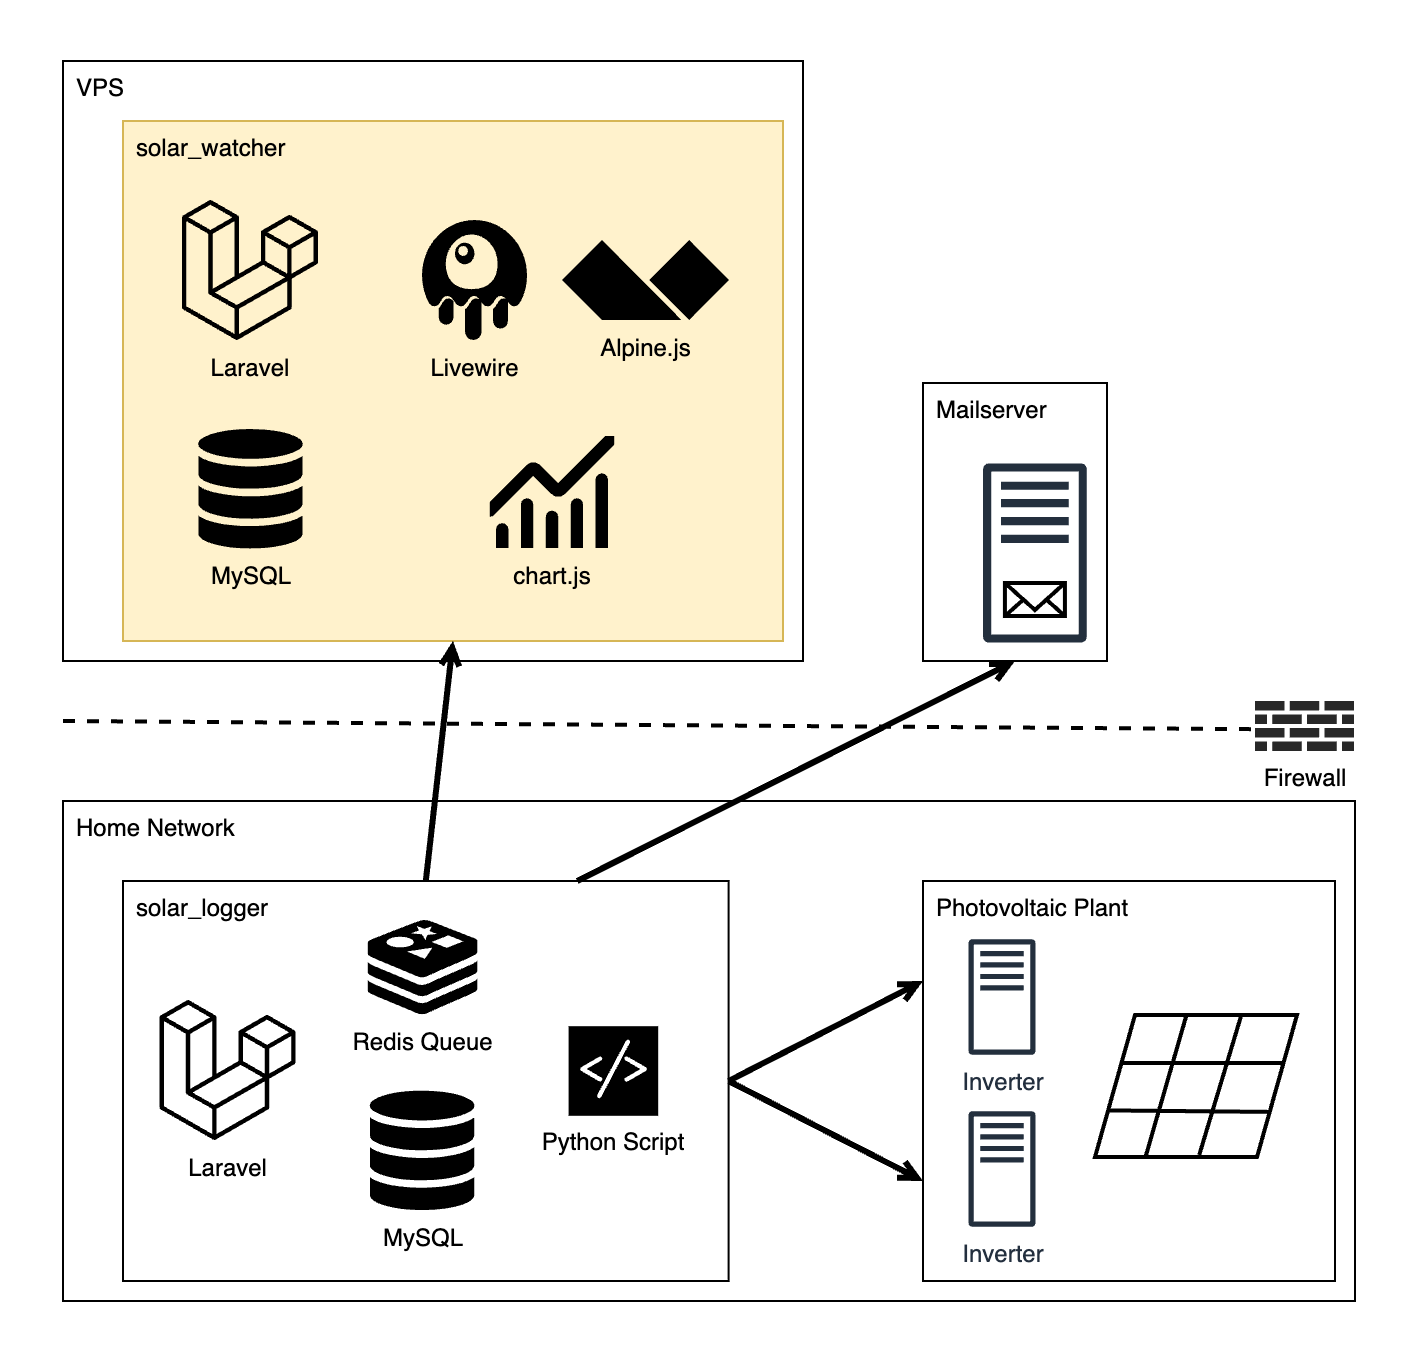 VPS
solar_watcher
Laravel
Livewire
Alpine.js
MySQL
chart.js
Mailserver
Firewall
Home Network
solar_logger
Redis Queue
Laravel
MySQL
Python Script
Photovoltaic Plant
Inverter
Inverter